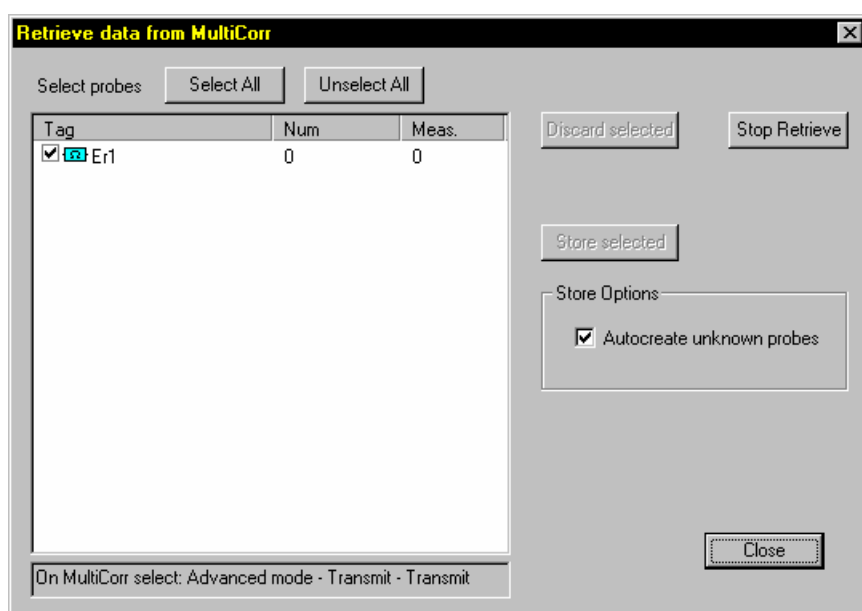 Retrieve data from MultiCorr
Select probes Select All Unselect All
Tag Num Meas.
Er1 0 0
Discard selected Stop Retrieve
Store selected
Store Options
Autocreate unknown probes
Close
On MultiCorr select: Advanced mode - Transmit - Transmit